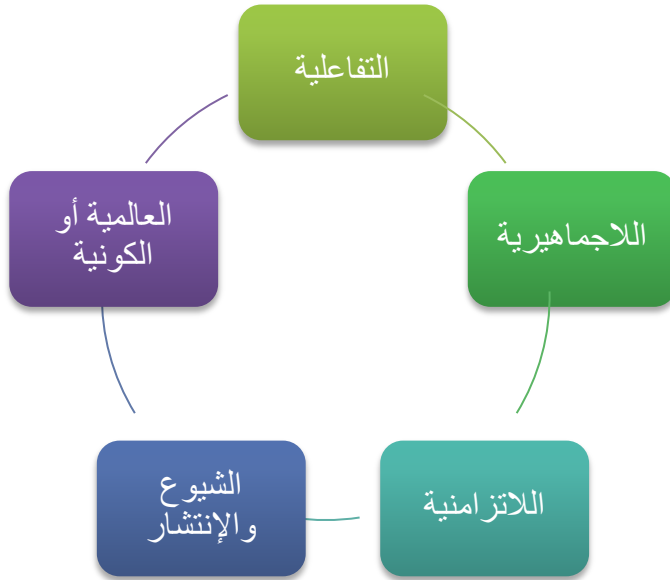 التفاعلية
اللاجماهيرية
اللاتزامنية
الشيوع
والإنتشار
العالمية أو
الكونية